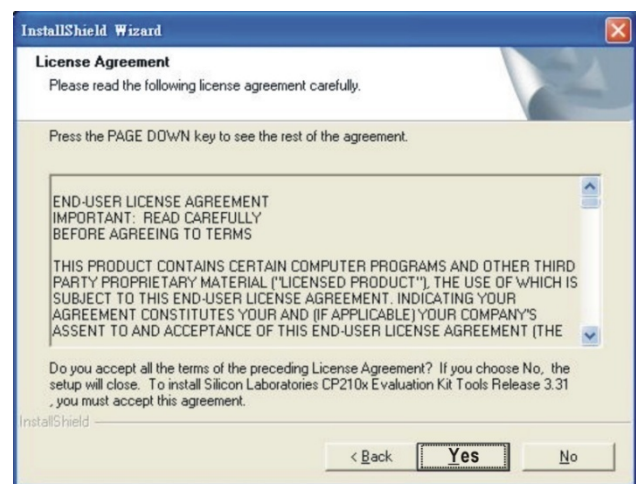 InstallShield Wizard
License Agreement
Please read the following license agreement carefully.
Press the PAGE DOWN key to see the rest of the agreement.
END-USER LICENSE AGREEMENT
IMPORTANT: READ CAREFULLY
BEFORE AGREEING TO TERMS
THIS PRODUCT CONTAINS CERTAIN COMPUTER PROGRAMS AND OTHER THIRD
PARTY PROPRIETARY MATERIAL ("LICENSED PRODUCT"), THE USE OF WHICH IS
SUBJECT TO THIS END-USER LICENSE AGREEMENT. INDICATING YOUR
AGREEMENT CONSTITUTES YOUR AND (IF APPLICABLE) YOUR COMPANY'S
ASSENT TO AND ACCEPTANCE OF THIS END-USER LICENSE AGREEMENT (THE
Do you accept all the terms of the preceding License Agreement? If you choose No, the
setup will close. To install Silicon Laboratories CP210x Evaluation Kit Tools Release 3.31
, you must accept this agreement.
InstallShield
< Back Yes No